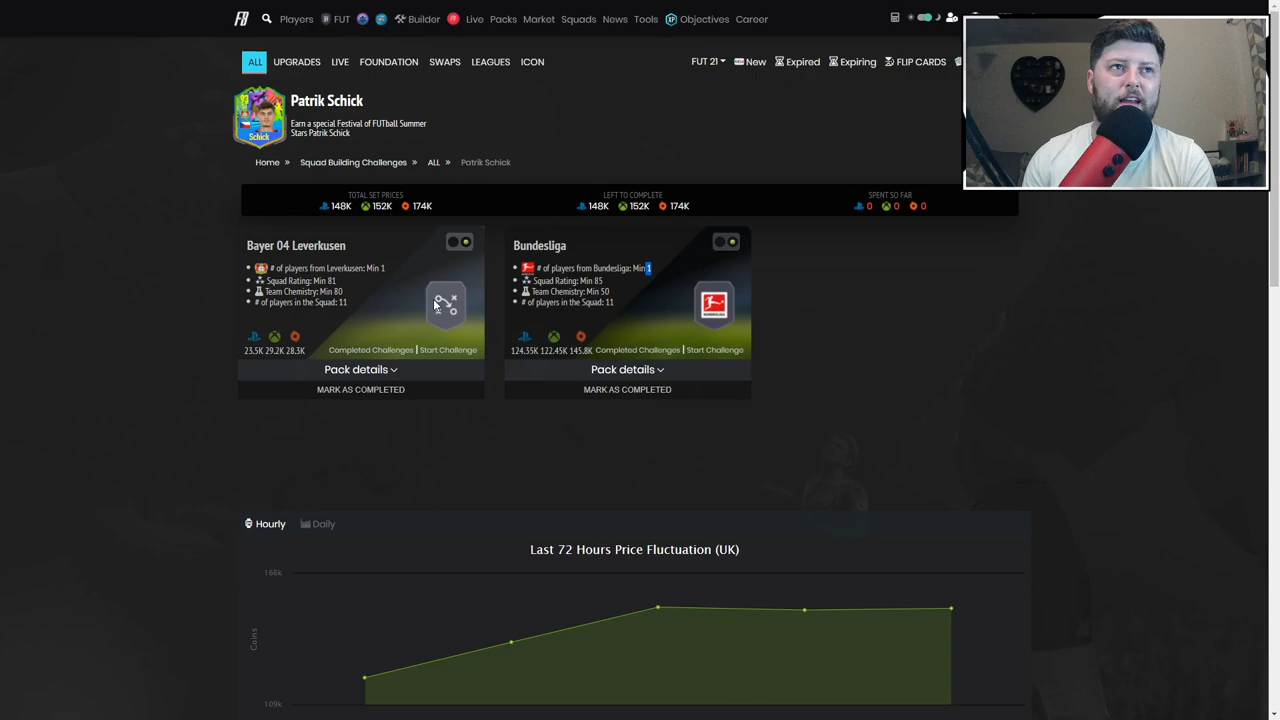 Players FUT Builder Live Packs Market Squads News Tools XP Objectives Career
ALL UPGRADES LIVE FOUNDATION SWAPS LEAGUES ICON FUT 21 New Expired Expiring FLIP CARDS
Patrik Schick
Earn a special Festival of FUTball Summer
Stars Patrik Schick
Schick
Home » Squad Building Challenges » ALL » Patrik Schick
TOTAL SET PRICES LEFT TO COMPLETE SPENT SO FAR
148K 152K 174K 148K 152K 174K 0 0 0
Bayer 04 Leverkusen
# of players from Leverkusen: Min 1
Squad Rating: Min 81
Team Chemistry: Min 80
# of players in the Squad: 11
23.5K 29.2K 28.3K Completed Challenges | Start Challenge
Pack details
MARK AS COMPLETED
Bundesliga
# of players from Bundesliga: Min 1
Squad Rating: Min 85
Team Chemistry: Min 50
# of players in the Squad: 11
124.35K 122.45K 145.8K Completed Challenges | Start Challenge
Pack details
MARK AS COMPLETED
Hourly Daily
Last 72 Hours Price Fluctuation (UK)
166k
Coins
109k